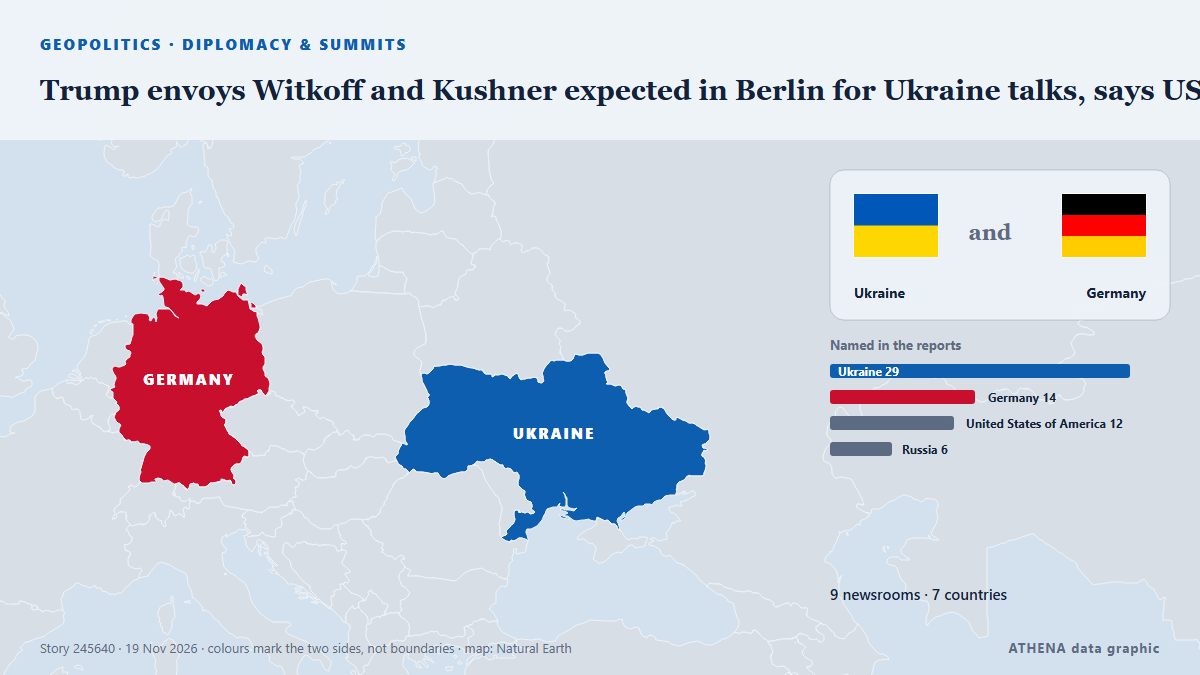 GEOPOLITICS · DIPLOMACY & SUMMITS
Trump envoys Witkoff and Kushner expected in Berlin for Ukraine talks, says US
and
Ukraine
Germany
Named in the reports
Ukraine 29
Germany 14
United States of America 12
Russia 6
GERMANY
UKRAINE
9 newsrooms · 7 countries
Story 245640 · 19 Nov 2026 · colours mark the two sides, not boundaries · map: Natural Earth
ATHENA data graphic